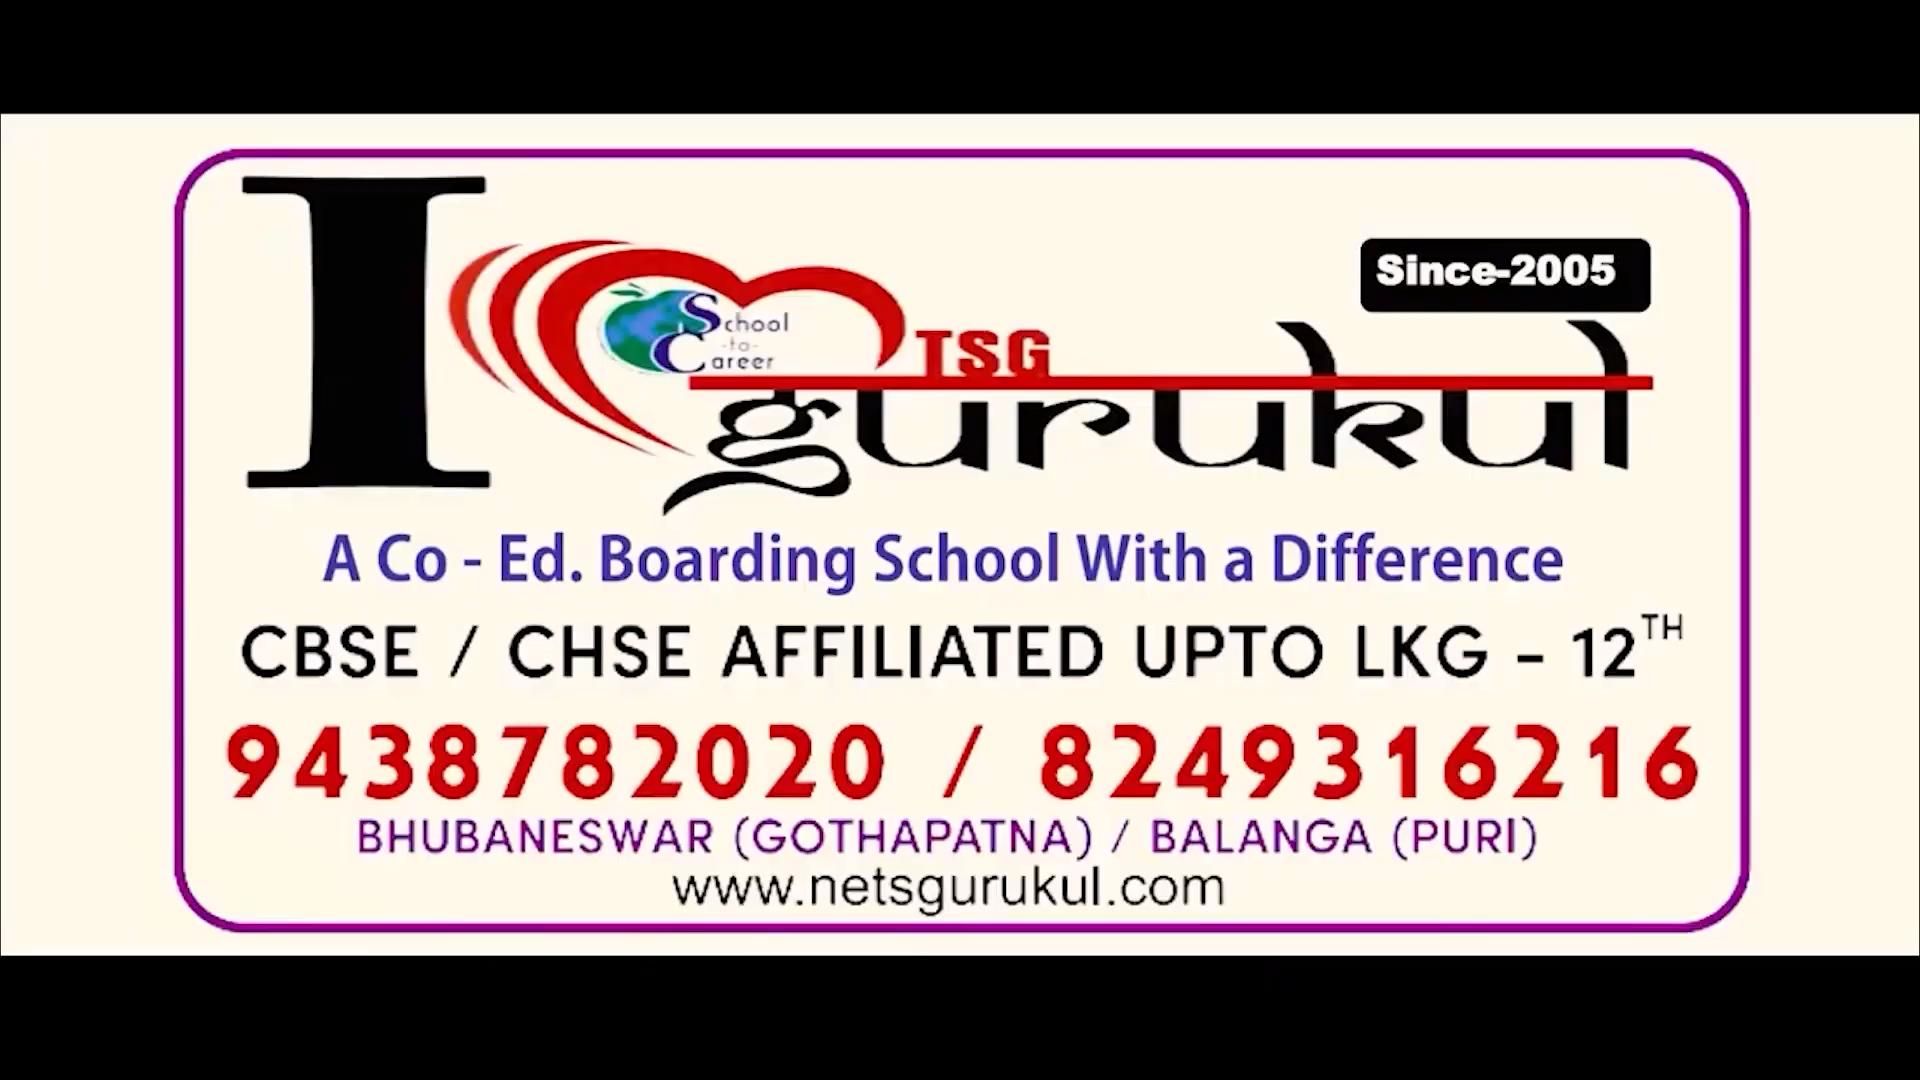 I
Since-2005
School
-to-
Career
TSG
gurukul
A Co - Ed. Boarding School With a Difference
CBSE / CHSE AFFILIATED UPTO LKG - 12TH
9438782020 / 8249316216
BHUBANESWAR (GOTHAPATNA) / BALANGA (PURI)
www.netsgurukul.com